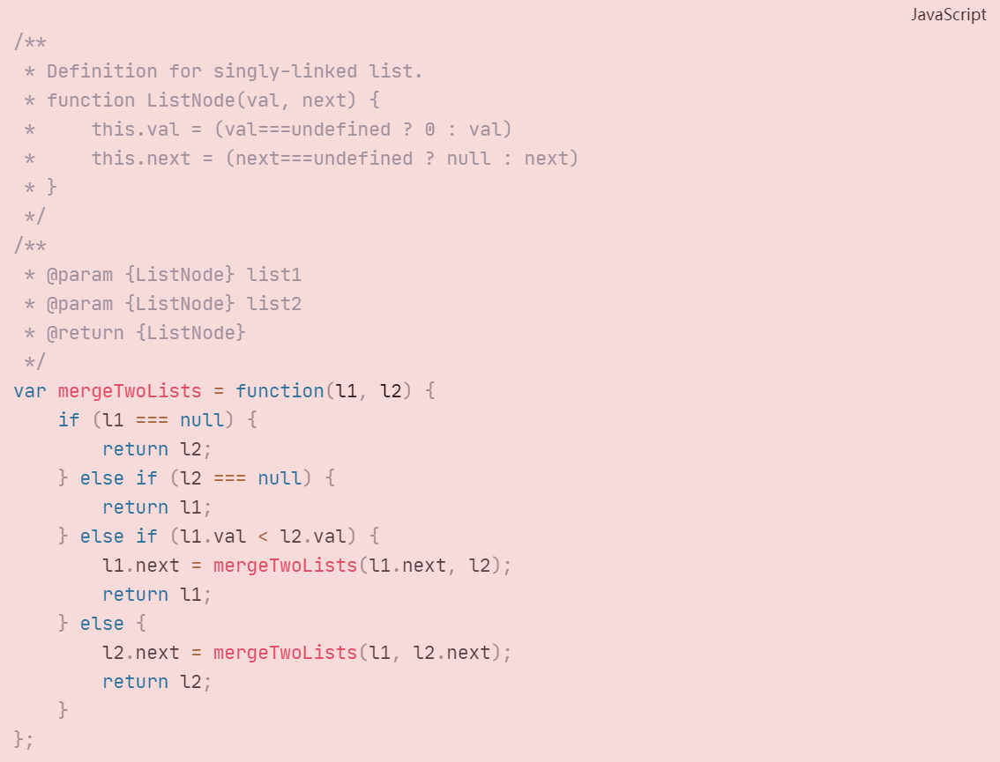 JavaScript
/**
 * Definition for singly-linked list.
 * function ListNode(val, next) {
 *     this.val = (val===undefined ? 0 : val)
 *     this.next = (next===undefined ? null : next)
 * }
 */
/**
 * @param {ListNode} list1
 * @param {ListNode} list2
 * @return {ListNode}
 */
var mergeTwoLists = function(l1, l2) {
    if (l1 === null) {
        return l2;
    } else if (l2 === null) {
        return l1;
    } else if (l1.val < l2.val) {
        l1.next = mergeTwoLists(l1.next, l2);
        return l1;
    } else {
        l2.next = mergeTwoLists(l1, l2.next);
        return l2;
    }
};